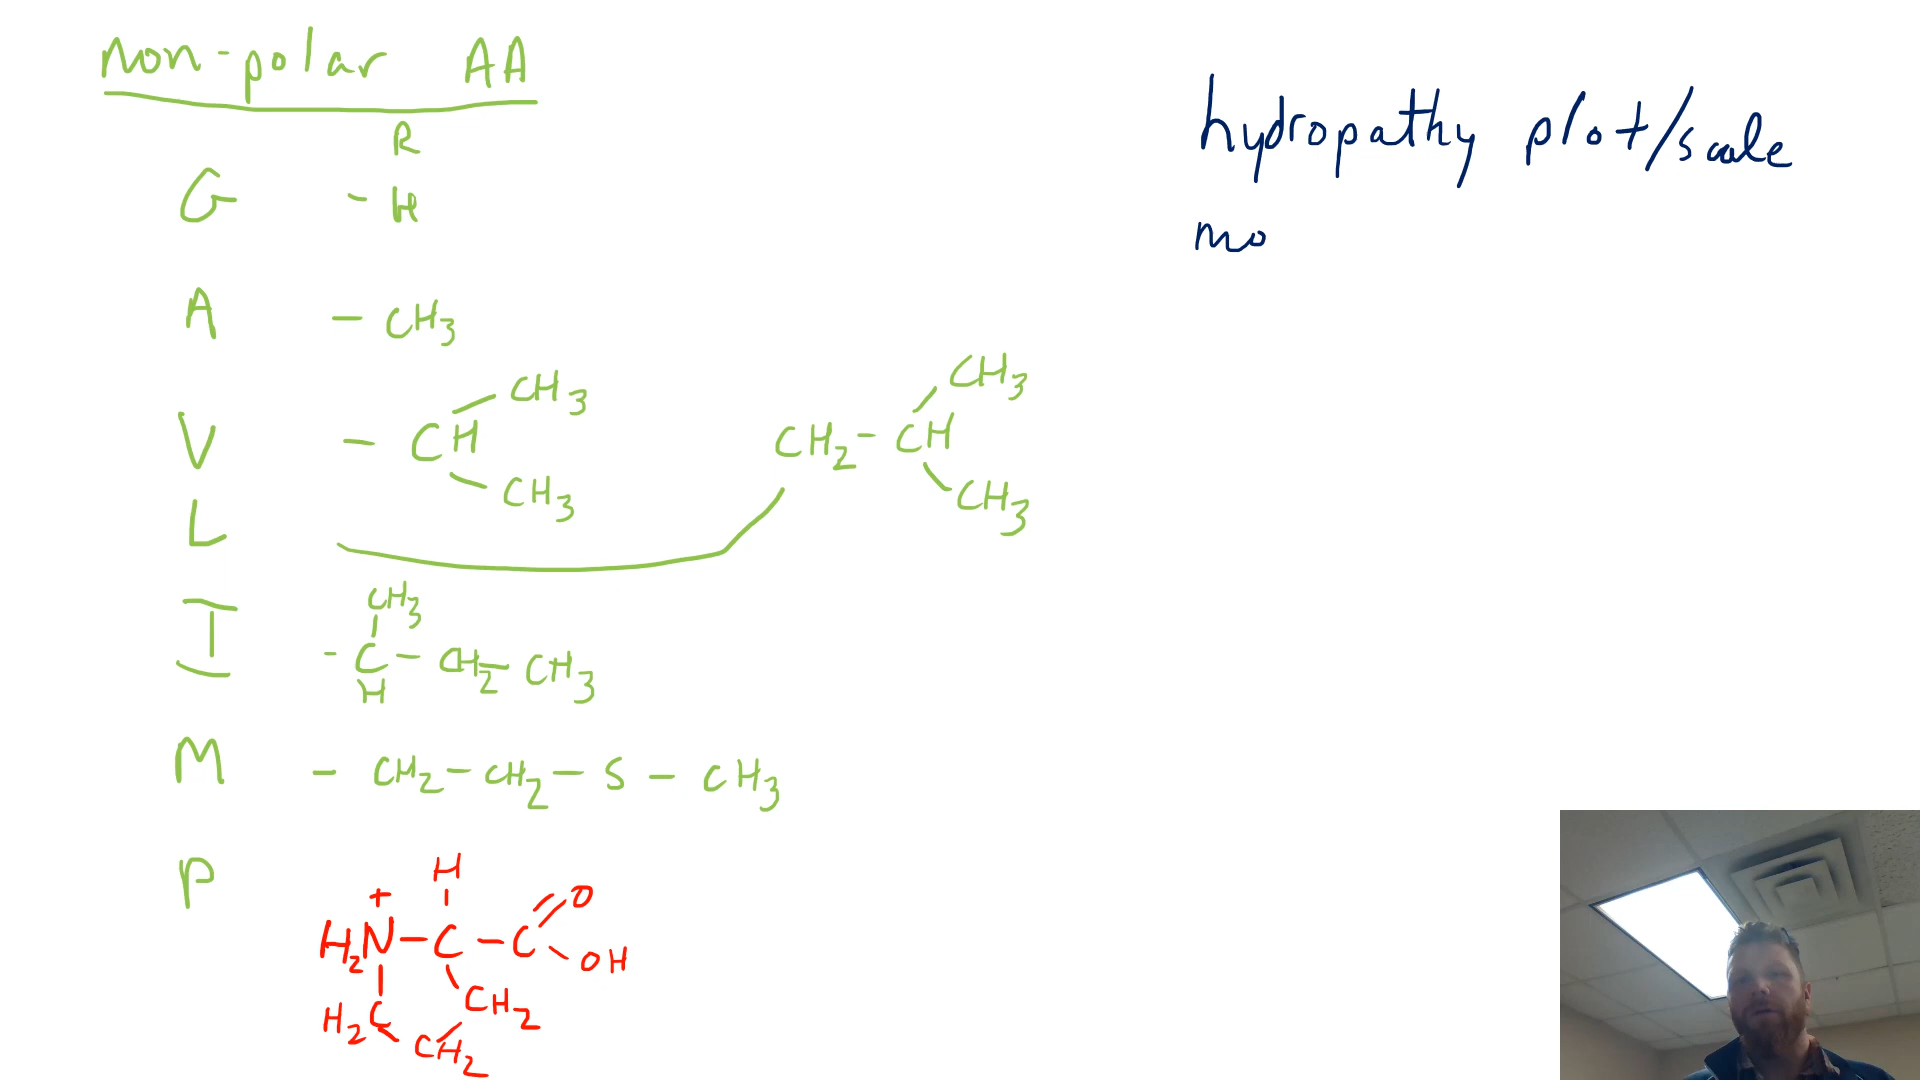 non-polar AA
R
G - H
A - CH3
CH3
V - CH
CH3
L
CH3
CH2 - CH
CH3
I
CH3
- C - CH2 - CH3
H
M - CH2 - CH2 - S - CH3
P
H
+
H2N - C - C
O
OH
CH2
H2C
CH2
hydropathy plot/scale
mo